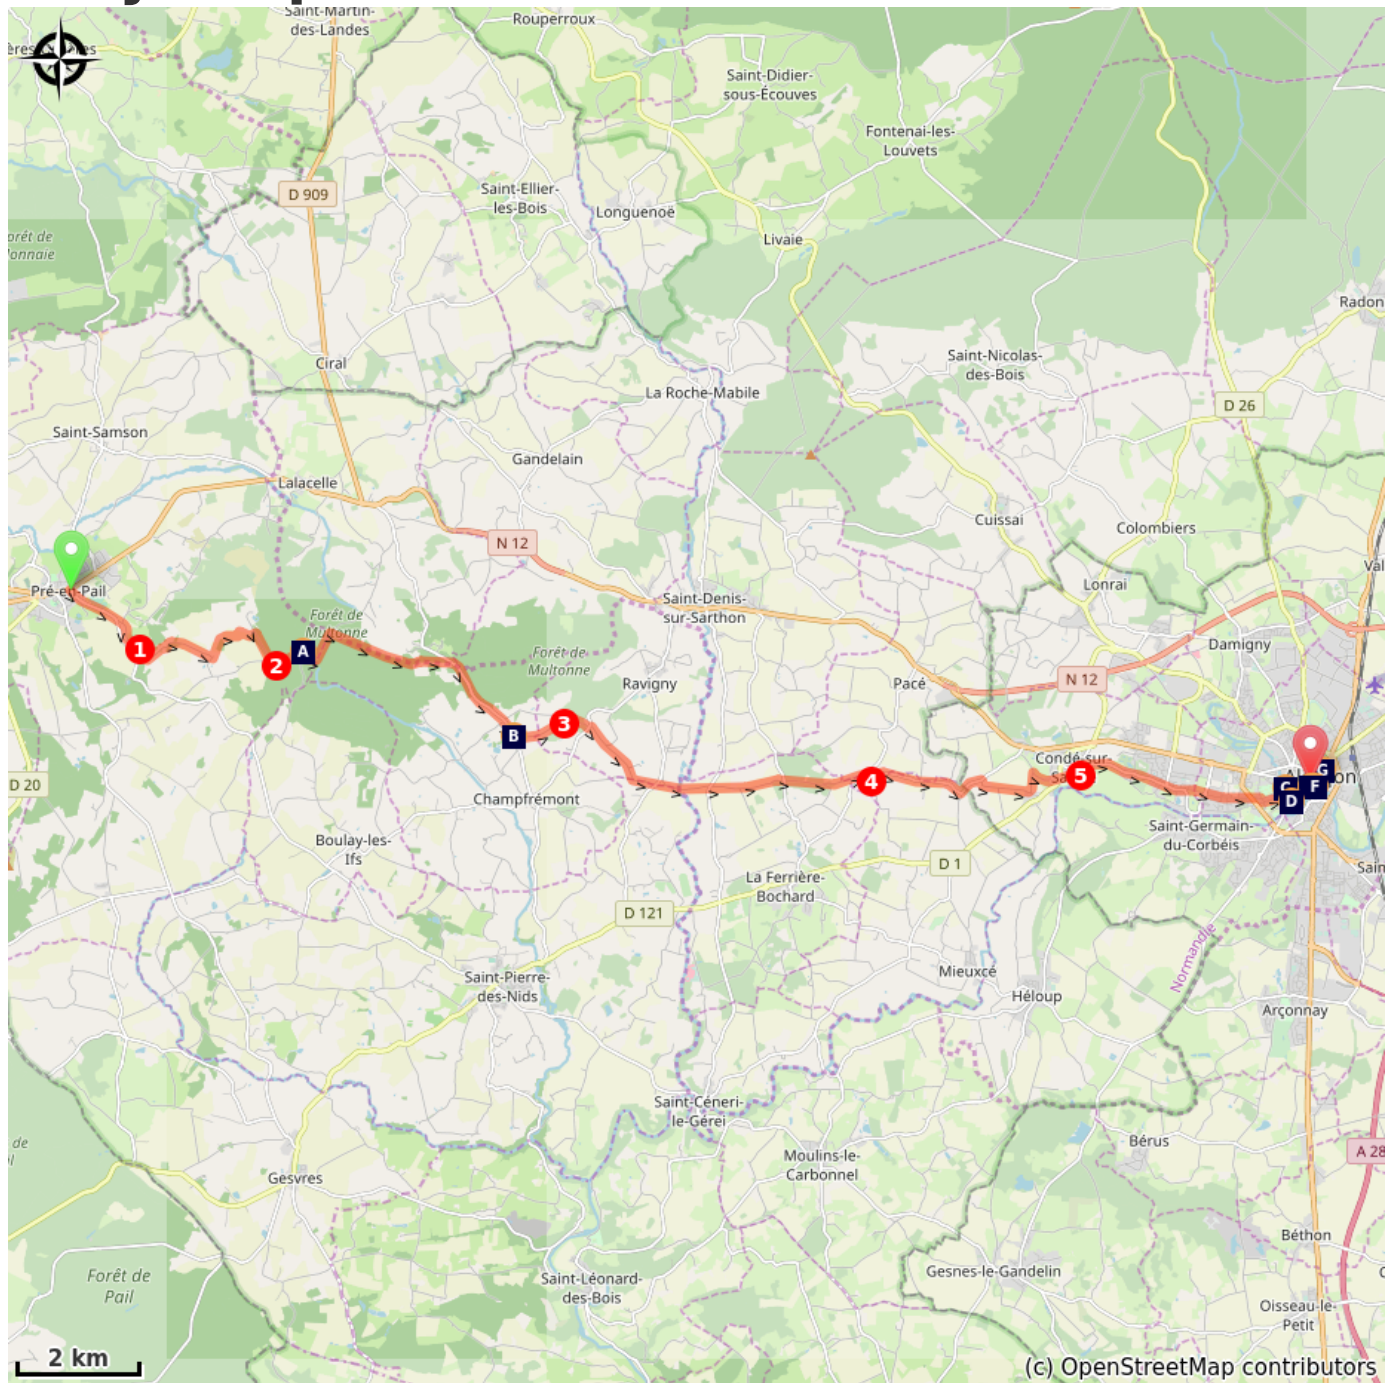 Saint-Martin-
des-Landes
Rouperroux
Saint-Didier-
sous-Écouves
Fontenai-les-
Louvets
D 909
Saint-Ellier-
les-Bois
Longuenoë
Livaie
Radon
Ciral
Saint-Nicolas-
des-Bois
La Roche-Mabile
D 26
Saint-Samson
Gandelain
Lalacelle
Cuissai
Colombiers
N 12
Pré-en-Pail
Lonrai
Saint-Denis-
sur-Sarthon
Forêt de
Multonne
Damigny
1
2
A
Forêt de
Multonne
Ravigny
Pacé
N 12
B
3
D 20
Condé-sur-
4
5
G
F
D
Champfrémont
Saint-Germain-
du-Corbéis
Boulay-les-
Ifs
D 1
La Ferrière-
Bochard
D 121
Normandie
Mieuxcé
Saint-Pierre-
des-Nids
Héloup
Arçonnay
Saint-Céneri-
le-Gérei
Bérus
Moulins-le-
Carbonnel
A 28
Gesvres
Béthon
Forêt de
Pail
Saint-Léonard-
des-Bois
Gesnes-le-Gandelin
Oisseau-le-
Petit
2 km
(c) OpenStreetMap contributors